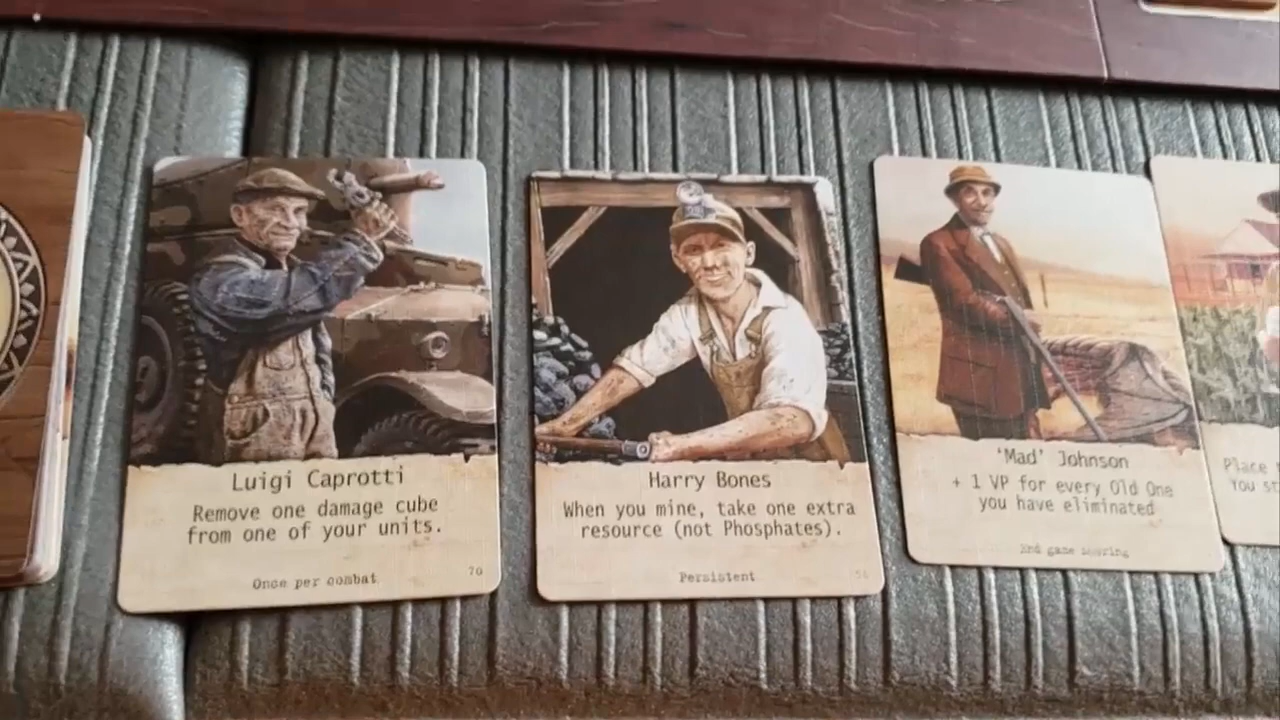 Luigi Caprotti
Remove one damage cube
from one of your units.
Once per combat
70
Harry Bones
When you mine, take one extra
resource (not Phosphates).
Persistent
'Mad' Johnson
+ 1 VP for every Old One
you have eliminated
End game scoring
Place
You